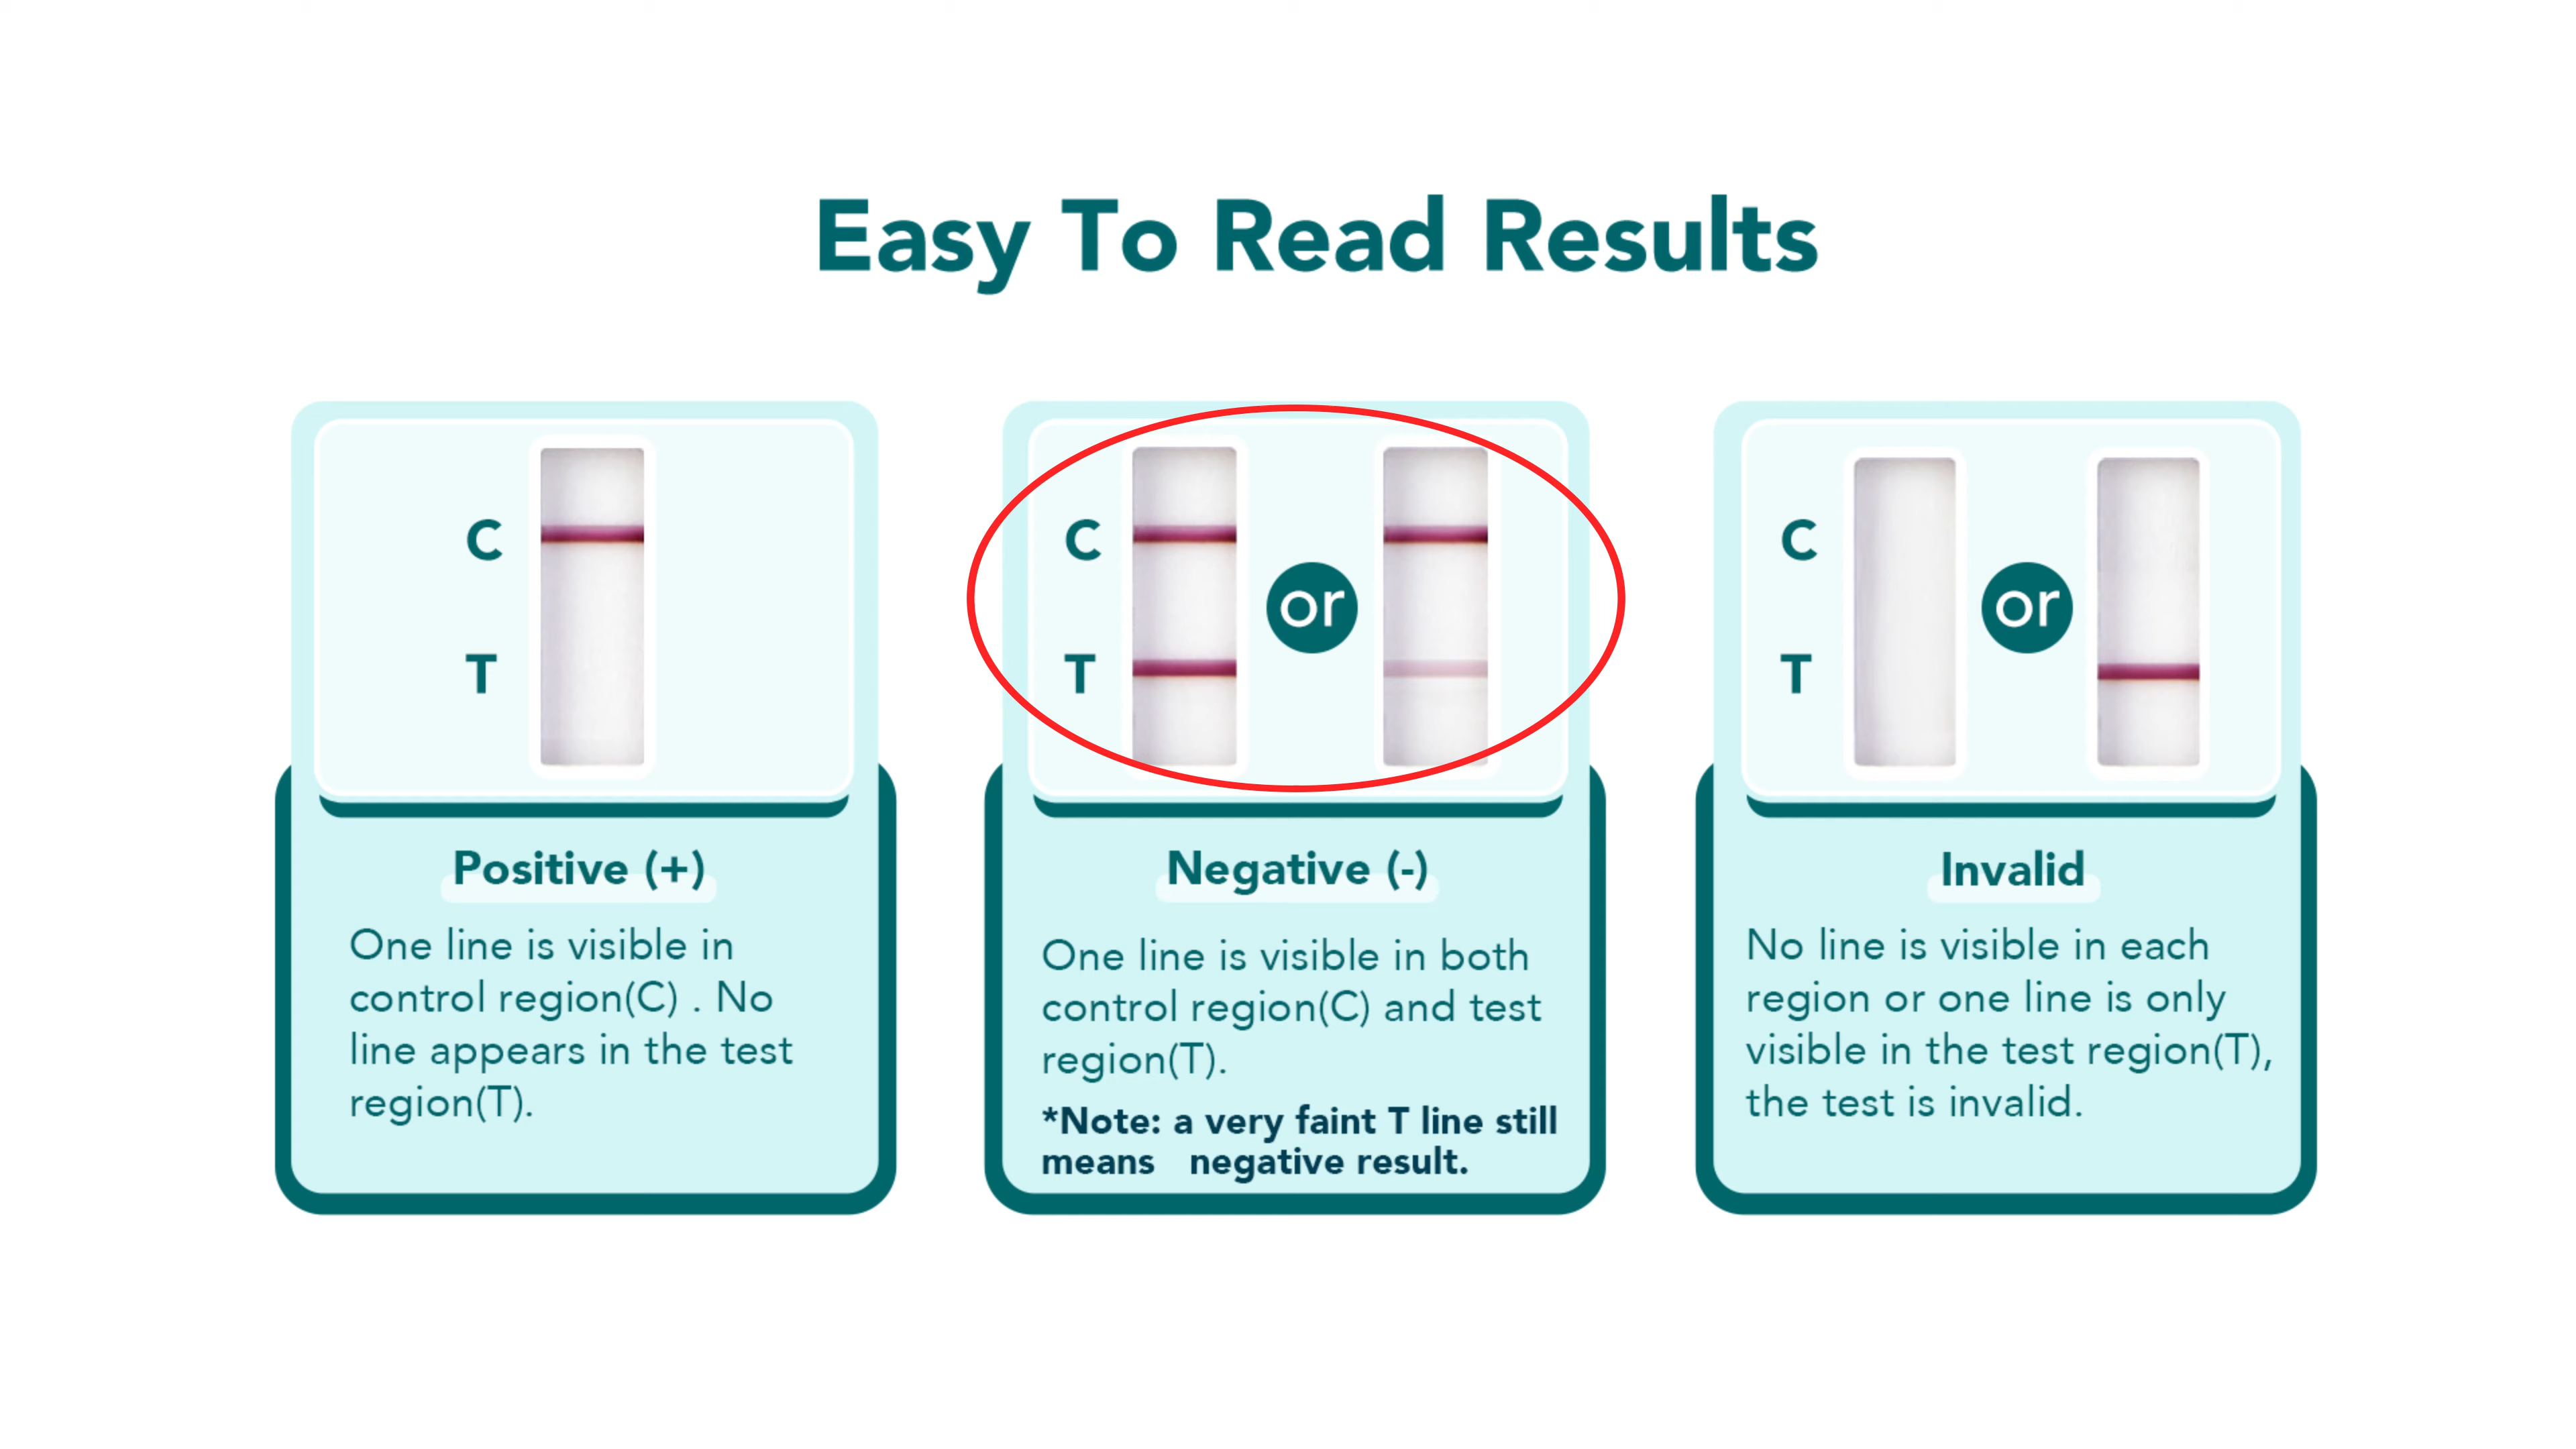 Easy To Read Results
C
T
Positive (+)
One line is visible in
control region(C) . No
line appears in the test
region(T).
C
T
or
Negative (-)
One line is visible in both
control region(C) and test
region(T).
*Note: a very faint T line still
means   negative result.
C
T
or
Invalid
No line is visible in each
region or one line is only
visible in the test region(T),
the test is invalid.